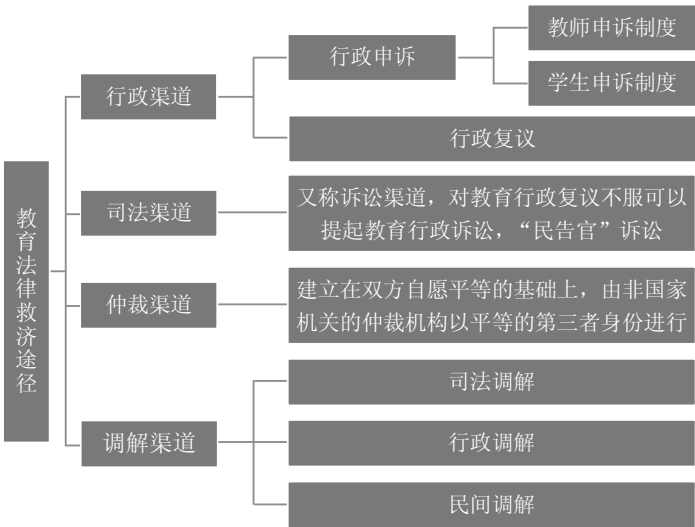 教育法律救济途径
行政渠道
行政申诉
教师申诉制度
学生申诉制度
行政复议
司法渠道
又称诉讼渠道，对教育行政复议不服可以
提起教育行政诉讼，“民告官”诉讼
仲裁渠道
建立在双方自愿平等的基础上，由非国家
机关的仲裁机构以平等的第三者身份进行
调解渠道
司法调解
行政调解
民间调解